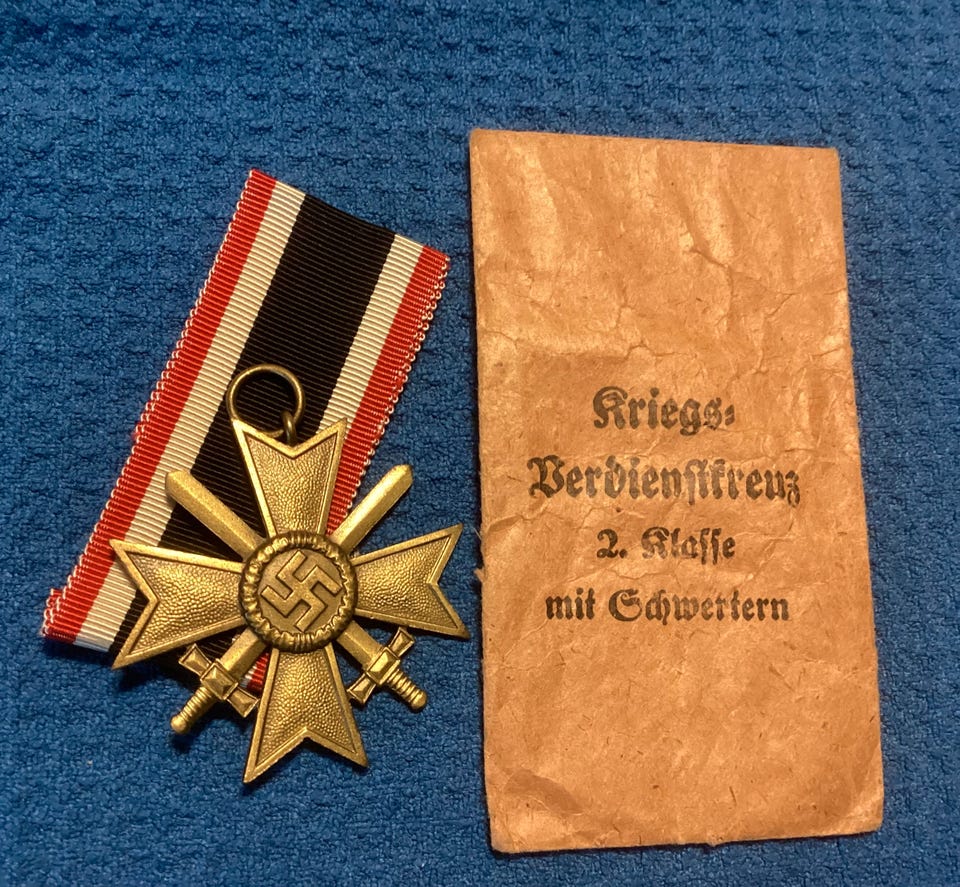 Kriegs-
Verdienstkreuz
2. Klasse
mit Schwertern